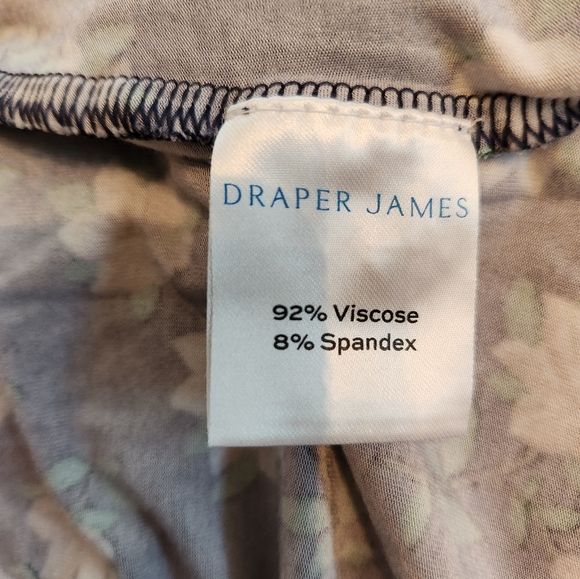 DRAPER JAMES
92% Viscose
8% Spandex